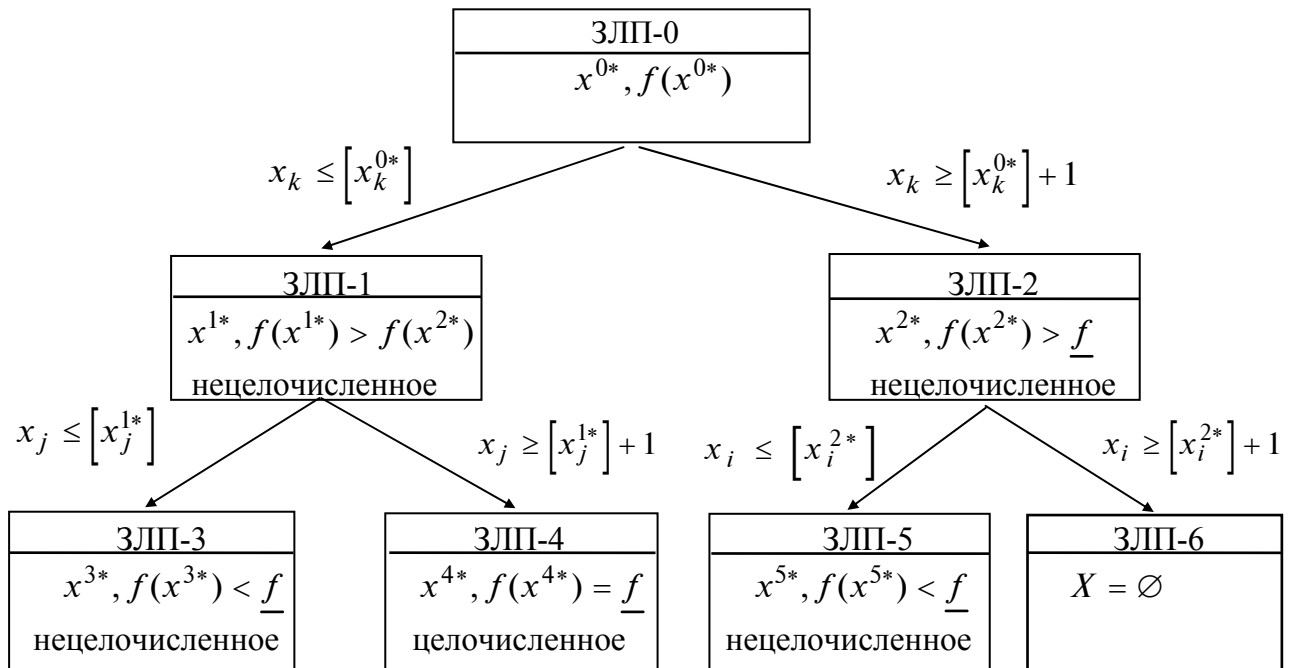 ЗЛП-0
x^{0*}, f(x^{0*})
x_k ≤ [x_k^{0*}]
x_k ≥ [x_k^{0*}] + 1
ЗЛП-1
x^{1*}, f(x^{1*}) > f(x^{2*})
нецелочисленное
ЗЛП-2
x^{2*}, f(x^{2*}) > <u>f</u>
нецелочисленное
x_j ≤ [x_j^{1*}]
x_j ≥ [x_j^{1*}] + 1
x_i ≤ [x_i^{2*}]
x_i ≥ [x_i^{2*}] + 1
ЗЛП-3
x^{3*}, f(x^{3*}) < <u>f</u>
нецелочисленное
ЗЛП-4
x^{4*}, f(x^{4*}) = <u>f</u>
целочисленное
ЗЛП-5
x^{5*}, f(x^{5*}) < <u>f</u>
нецелочисленное
ЗЛП-6
X = ∅